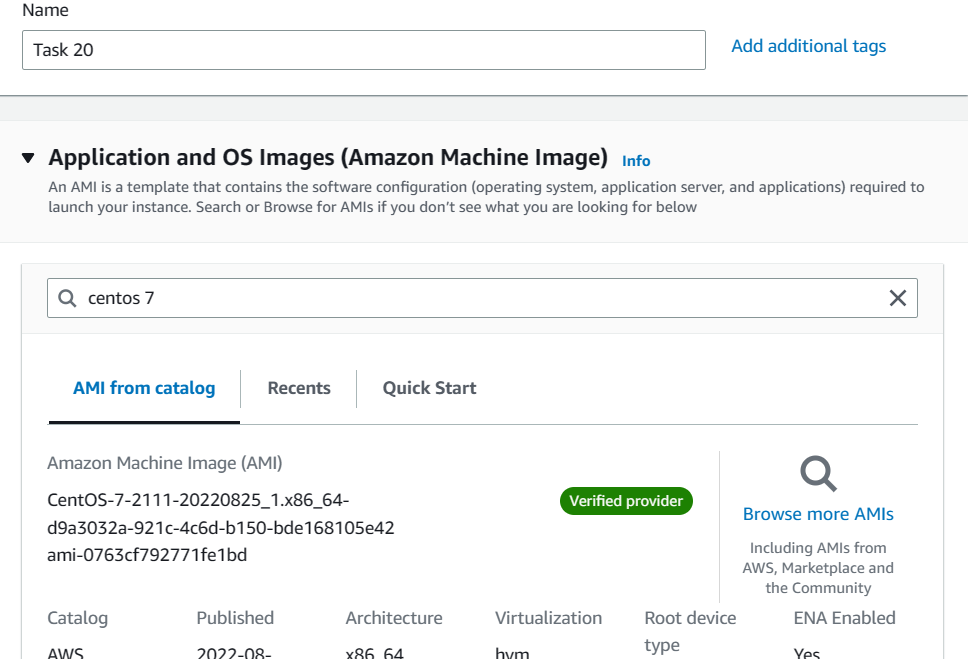 Name
Task 20
Add additional tags
Application and OS Images (Amazon Machine Image) Info
An AMI is a template that contains the software configuration (operating system, application server, and applications) required to
launch your instance. Search or Browse for AMIs if you don’t see what you are looking for below
centos 7
AMI from catalog
Recents
Quick Start
Amazon Machine Image (AMI)
CentOS-7-2111-20220825_1.x86_64-
d9a3032a-921c-4c6d-b150-bde168105e42
ami-0763cf792771fe1bd
Verified provider
Browse more AMIs
Including AMIs from
AWS, Marketplace and
the Community
Catalog
Published
Architecture
Virtualization
Root device
type
ENA Enabled
AWS
2022-08-
x86_64
hvm
Yes